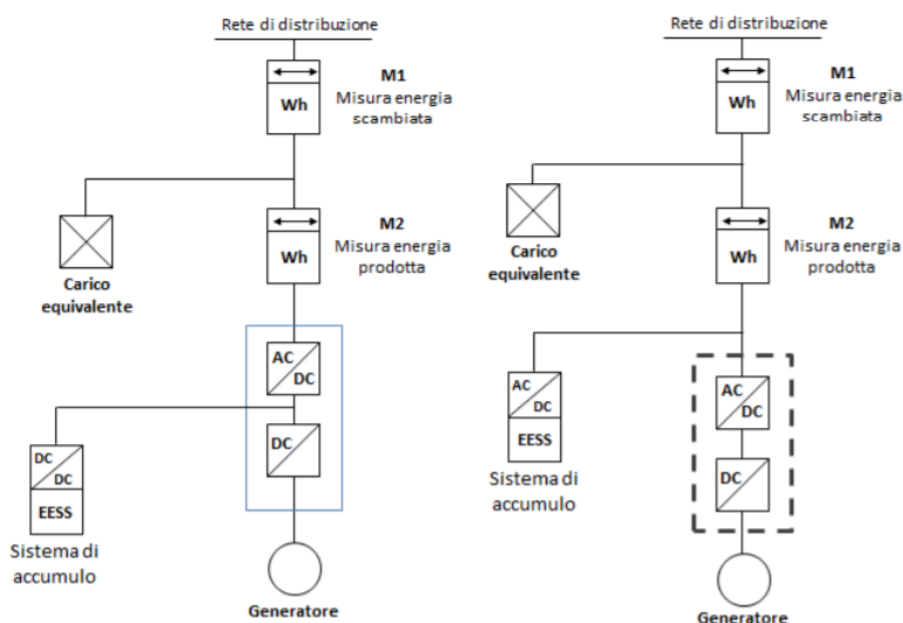 Rete di distribuzione
M1
Misura energia
scambiata
Wh
M2
Misura energia
prodotta
Wh
Carico
equivalente
AC
DC
DC
DC
DC
EESS
Sistema di
accumulo
Generatore
Rete di distribuzione
M1
Misura energia
scambiata
Wh
M2
Misura energia
prodotta
Wh
Carico
equivalente
AC
DC
EESS
Sistema di
accumulo
AC
DC
DC
Generatore